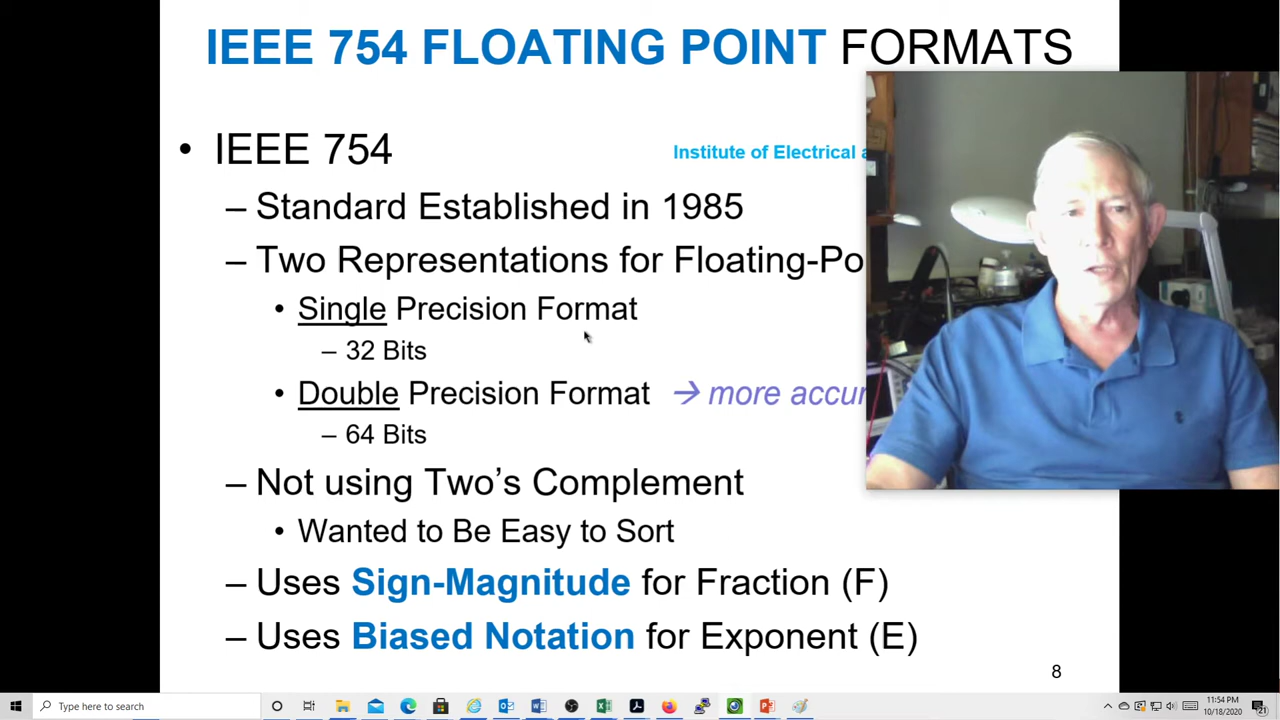 IEEE 754 FLOATING POINT FORMATS
• IEEE 754
Institute of Electrical
– Standard Established in 1985
– Two Representations for
• Single Precision Format
– 32 Bits
• Double Precision Format → more
– 64 Bits
– Not using Two's Complement
• Wanted to Be Easy to Sort
– Uses Sign-Magnitude for Fraction (F)
– Uses Biased Notation for Exponent (E)
8
Type here to search
11:54 PM
10/18/2020
21